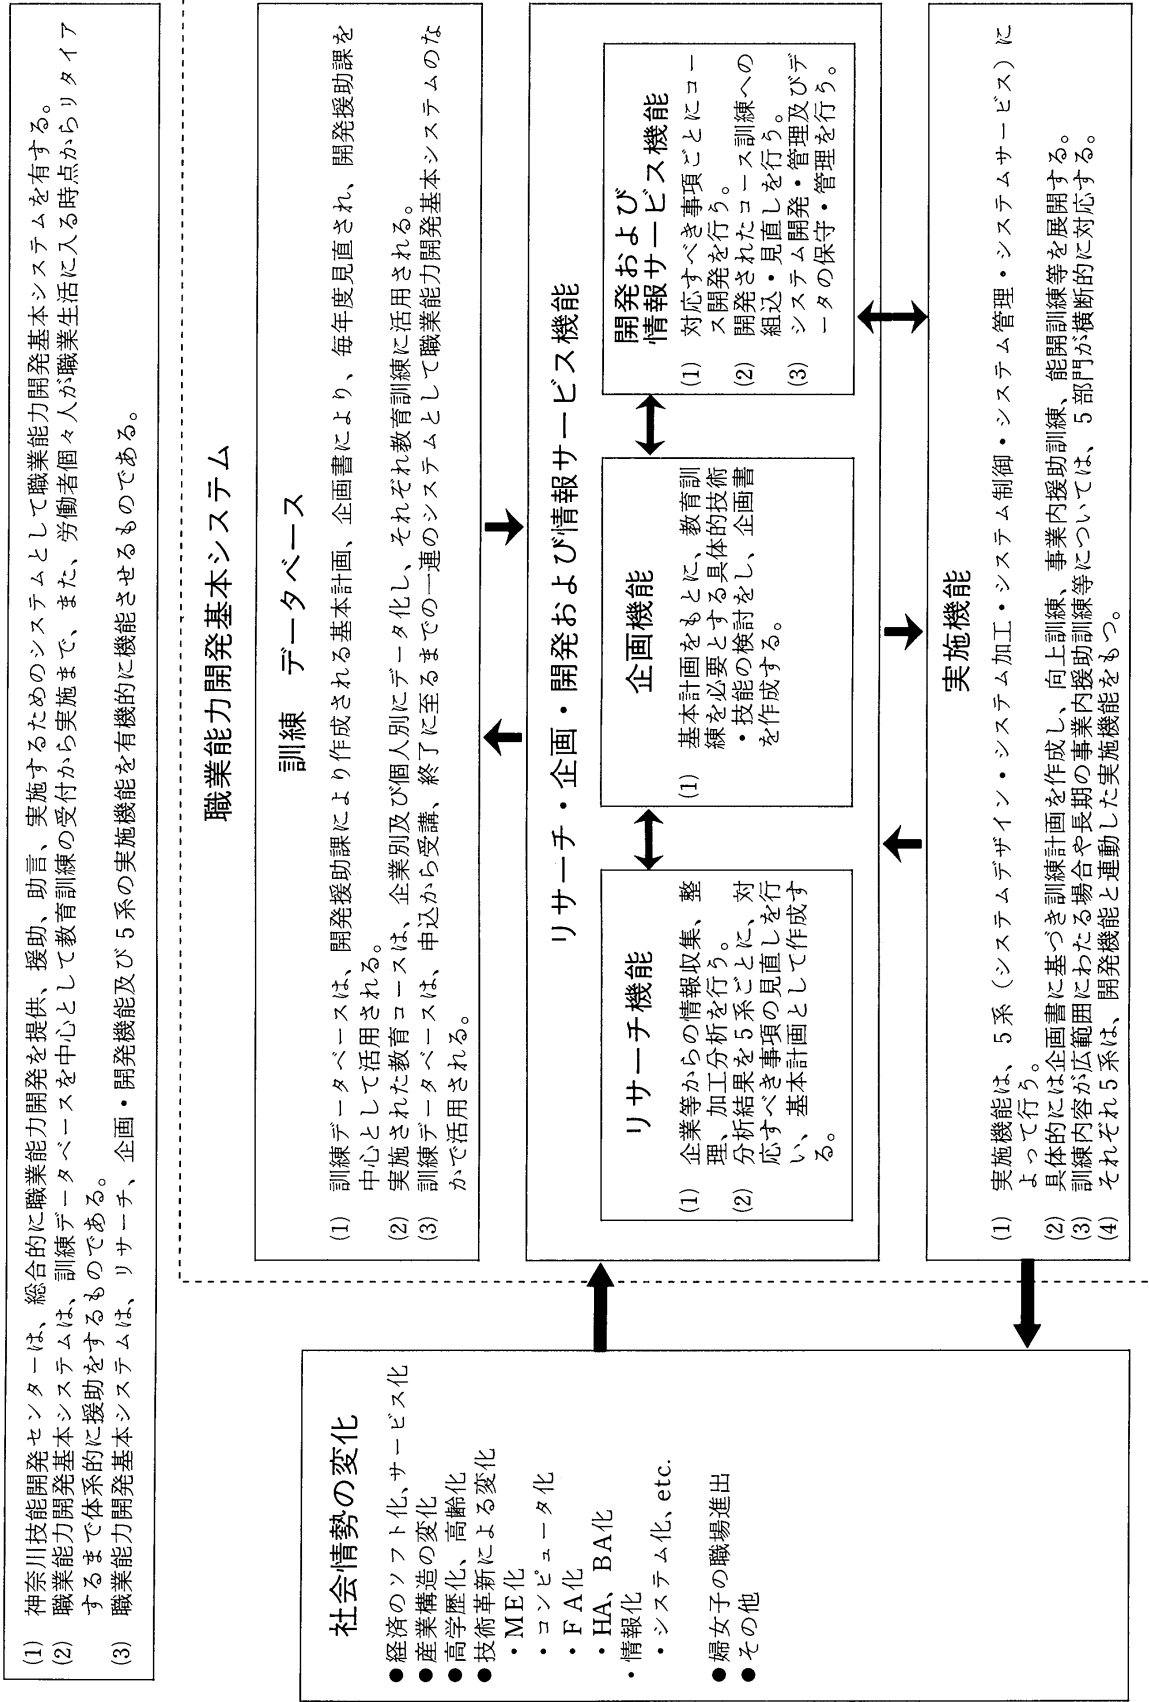 (1) 神奈川技能開発センターは、総合的に職業能力開発を提供、援助、助言、実施するためのシステムとして職業能力開発基本システムを有する。
(2) 職業能力開発基本システムは、訓練データベースを中心として教育訓練の受付から実施まで、また、労働者個々人が職業生活に入る時点からリタイア
するまで体系的に援助をするものである。
(3) 職業能力開発基本システムは、リサーチ、企画・開発機能及び5系の実施機能を有機的に機能させるものである。
社会情勢の変化
●経済のソフト化、サービス化
●産業構造の変化
●高学歴化、高齢化
●技術革新による変化
・ME化
・コンピュータ化
・FA化
・HA、BA化
・情報化
・システム化、etc.
●婦女子の職場進出
●その他
職業能力開発基本システム
訓練 データベース
(1) 訓練データベースは、開発援助課により作成される基本計画、企画書により、毎年度見直され、開発援助課を
中心として活用される。
(2) 実施された教育コースは、企業別及び個人別にデータ化し、それぞれ教育訓練に活用される。
(3) 訓練データベースは、申込から受講、終了に至るまでの一連のシステムとして職業能力開発基本システムのな
かで活用される。
リサーチ・企画・開発および情報サービス機能
リサーチ機能
(1) 企業等からの情報収集、整
理、加工分析を行う。
(2) 分析結果を5系ごとに、対
応すべき事項の見直しを行
い、基本計画として作成す
る。
企画機能
(1) 基本計画をもとに、教育訓
練を必要とする具体的技術
・技能の検討をし、企画書
を作成する。
開発および
情報サービス機能
(1) 対応すべき事項ごとにコー
ス開発を行う。
(2) 開発されたコース訓練への
組込・見直しを行う。
(3) システム開発・管理及びデ
ータの保守・管理を行う。
実施機能
(1) 実施機能は、5系（システムデザイン・システム加工・システム制御・システム管理・システムサービス）に
よって行う。
(2) 具体的には企画書に基づき訓練計画を作成し、向上訓練、事業内援助訓練、能開訓練等を展開する。
(3) 訓練内容が広範囲にわたる場合や長期の事業内援助訓練等については、5部門が横断的に対応する。
(4) それぞれ5系は、開発機能と連動した実施機能をもつ。